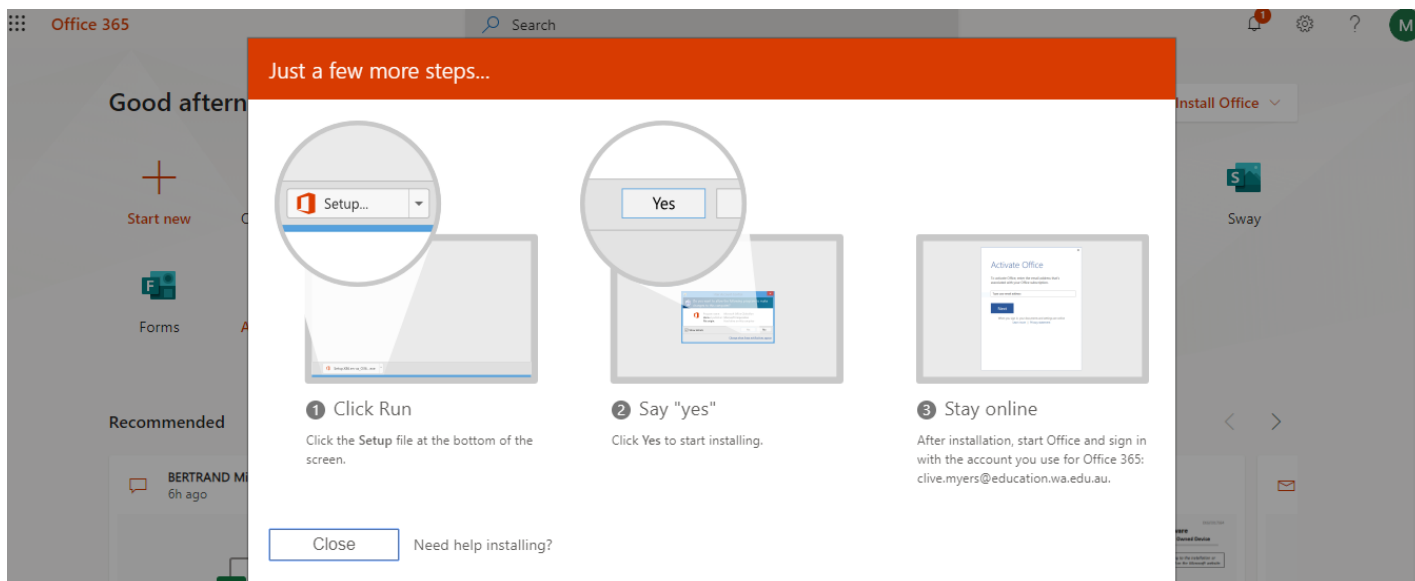 Office 365
Search
1
?
M
Just a few more steps...
Good aftern
Install Office
Setup...
Yes
Start new
C
Sway
Activate Office
Forms
A
1 Click Run
2 Say "yes"
3 Stay online
Recommended
Click the Setup file at the bottom of the
screen.
Click Yes to start installing.
After installation, start Office and sign in
with the account you use for Office 365:
clive.myers@education.wa.edu.au.
BERTRAND Mi
6h ago
Close
Need help installing?